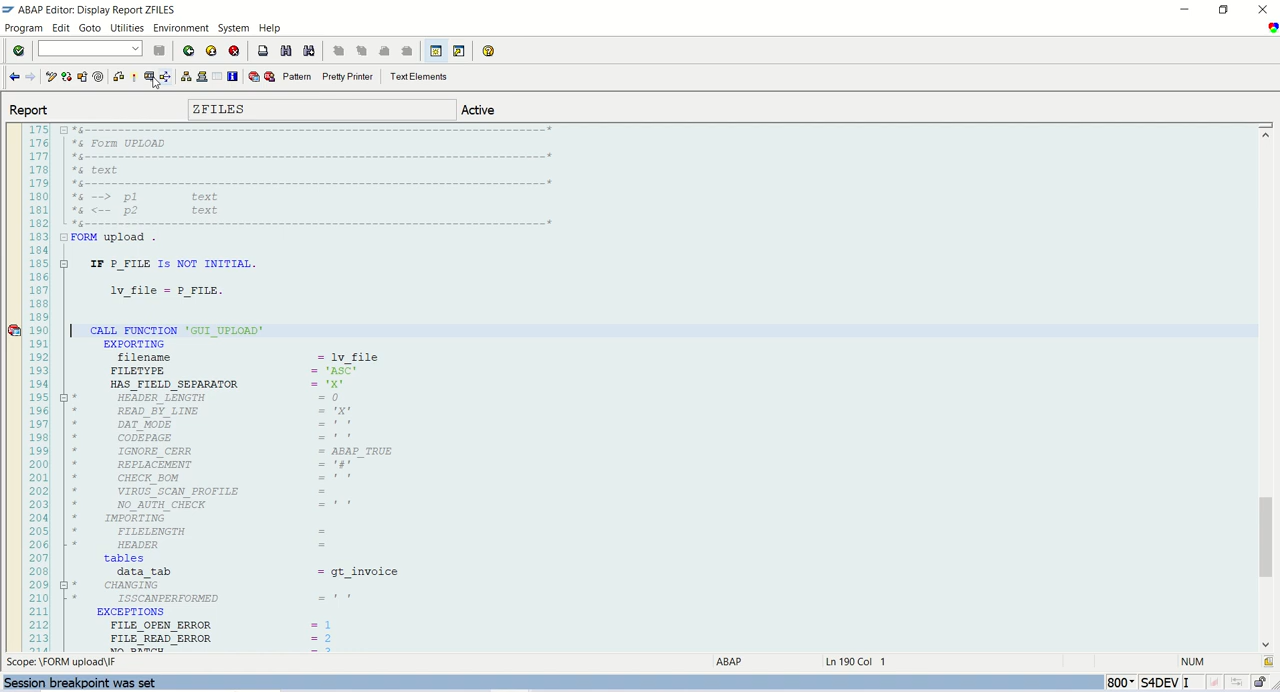 ABAP Editor: Display Report ZFILES
Program Edit Goto Utilities Environment System Help
Pattern Pretty Printer Text Elements
Report ZFILES Active
175 *&---------------------------------------------------------------------*
176 *& Form UPLOAD
177 *&---------------------------------------------------------------------*
178 *& text
179 *&---------------------------------------------------------------------*
180 *& --> p1 text
181 *& <-- p2 text
182 *&---------------------------------------------------------------------*
183 FORM upload .
184
185 IF P_FILE Is NOT INITIAL.
186
187 lv_file = P_FILE.
188
189
190 CALL FUNCTION 'GUI_UPLOAD'
191 EXPORTING
192 filename = lv_file
193 FILETYPE = 'ASC'
194 HAS_FIELD_SEPARATOR = 'X'
195 * HEADER_LENGTH = 0
196 * READ_BY_LINE = 'X'
197 * DAT_MODE = ' '
198 * CODEPAGE = ' '
199 * IGNORE_CERR = ABAP_TRUE
200 * REPLACEMENT = '#'
201 * CHECK_BOM = ' '
202 * VIRUS_SCAN_PROFILE =
203 * NO_AUTH_CHECK = ' '
204 * IMPORTING
205 * FILELENGTH =
206 * HEADER =
207 tables
208 data_tab = gt_invoice
209 * CHANGING
210 * ISSCANPERFORMED = ' '
211 EXCEPTIONS
212 FILE_OPEN_ERROR = 1
213 FILE_READ_ERROR = 2
214 NO_BATCH = 3
Scope: \FORM upload\IF ABAP Ln 190 Col 1 NUM
Session breakpoint was set 800 S4DEV I